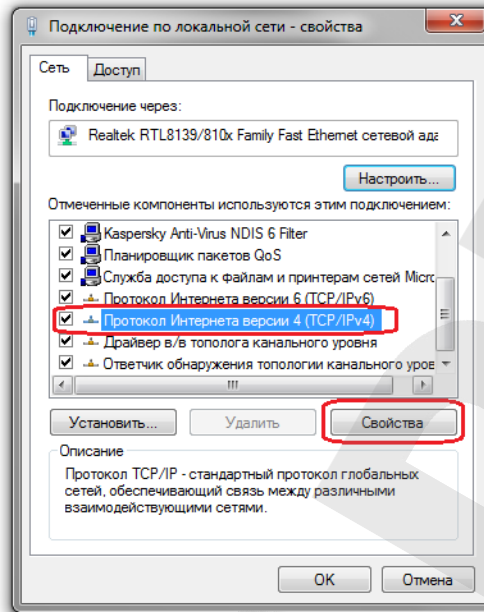 Подключение по локальной сети - свойства
Сеть
Доступ
Подключение через:
Realtek RTL8139/810x Family Fast Ethernet сетевой ада
Настроить...
Отмеченные компоненты используются этим подключением:
Kaspersky Anti-Virus NDIS 6 Filter
Планировщик пакетов QoS
Служба доступа к файлам и принтерам сетей Micro
Протокол Интернета версии 6 (TCP/IPv6)
Протокол Интернета версии 4 (TCP/IPv4)
Драйвер в/в тополога канального уровня
Ответчик обнаружения топологии канального уров
Установить...
Удалить
Свойства
Описание
Протокол TCP/IP - стандартный протокол глобальных
сетей, обеспечивающий связь между различными
взаимодействующими сетями.
OK
Отмена